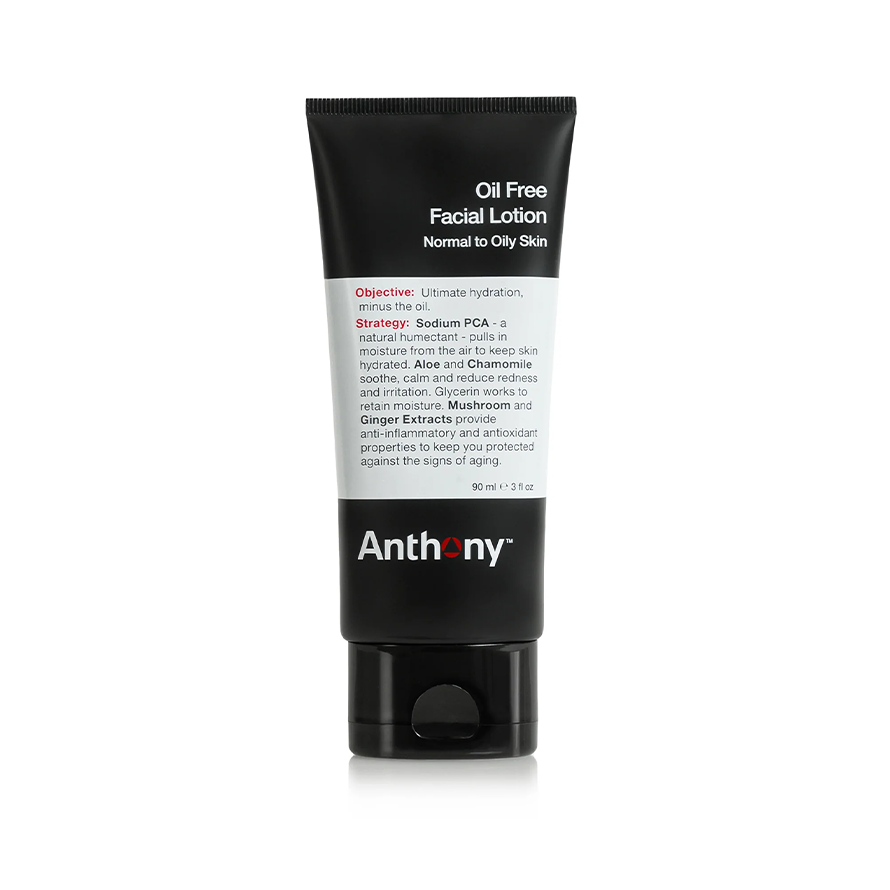 Oil Free
Facial Lotion
Normal to Oily Skin
Objective: Ultimate hydration,
minus the oil.
Strategy: Sodium PCA - a
natural humectant - pulls in
moisture from the air to keep skin
hydrated. Aloe and Chamomile
soothe, calm and reduce redness
and irritation. Glycerin works to
retain moisture. Mushroom and
Ginger Extracts provide
anti-inflammatory and antioxidant
properties to keep you protected
against the signs of aging.
90 ml ℮ 3 fl oz
Anthony™